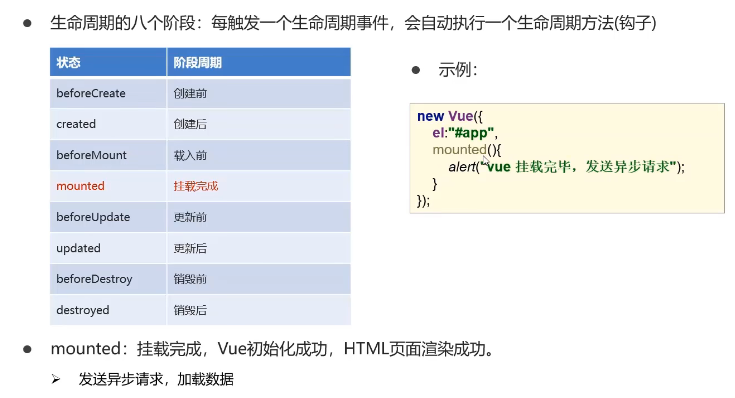 ● 生命周期的八个阶段：每触发一个生命周期事件，会自动执行一个生命周期方法(钩子)
状态 阶段周期
beforeCreate 创建前
created 创建后
beforeMount 载入前
mounted 挂载完成
beforeUpdate 更新前
updated 更新后
beforeDestroy 销毁前
destroyed 销毁后
● 示例：
new Vue({
el:"#app",
mounted(){
alert("vue 挂载完毕，发送异步请求");
}
});
● mounted：挂载完成，Vue初始化成功，HTML页面渲染成功。
➢ 发送异步请求，加载数据